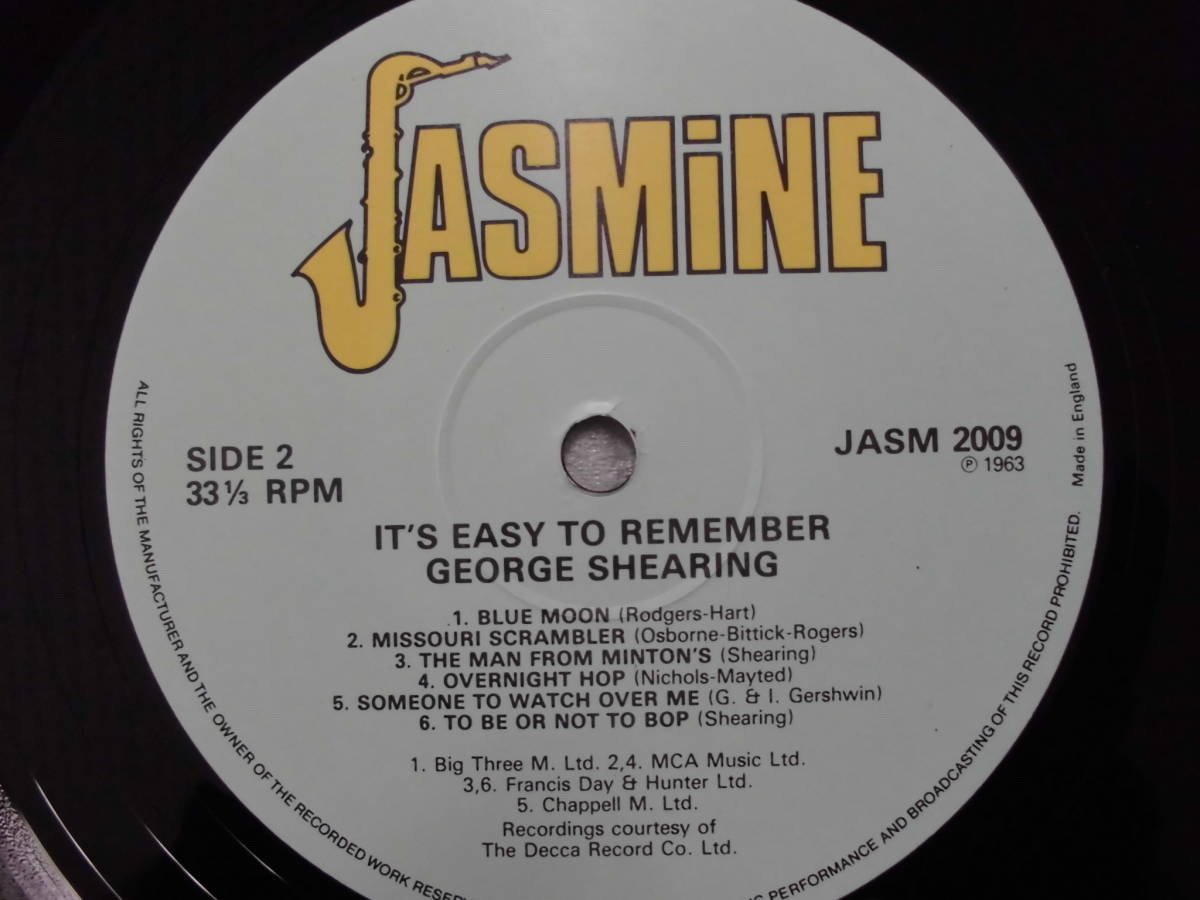 JASMiNE
SIDE 2
33 1/3 RPM
JASM 2009
℗ 1963
Made in England
IT'S EASY TO REMEMBER
GEORGE SHEARING
1. BLUE MOON (Rodgers-Hart)
2. MISSOURI SCRAMBLER (Osborne-Bittick-Rogers)
3. THE MAN FROM MINTON'S (Shearing)
4. OVERNIGHT HOP (Nichols-Mayted)
5. SOMEONE TO WATCH OVER ME (G. & I. Gershwin)
6. TO BE OR NOT TO BOP (Shearing)
1. Big Three M. Ltd. 2,4. MCA Music Ltd.
3,6. Francis Day & Hunter Ltd.
5. Chappell M. Ltd.
Recordings courtesy of
The Decca Record Co. Ltd.
ALL RIGHTS OF THE MANUFACTURER AND THE OWNER OF THE RECORDED WORK
PERFORMANCE AND BROADCASTING OF THIS RECORD PROHIBITED.